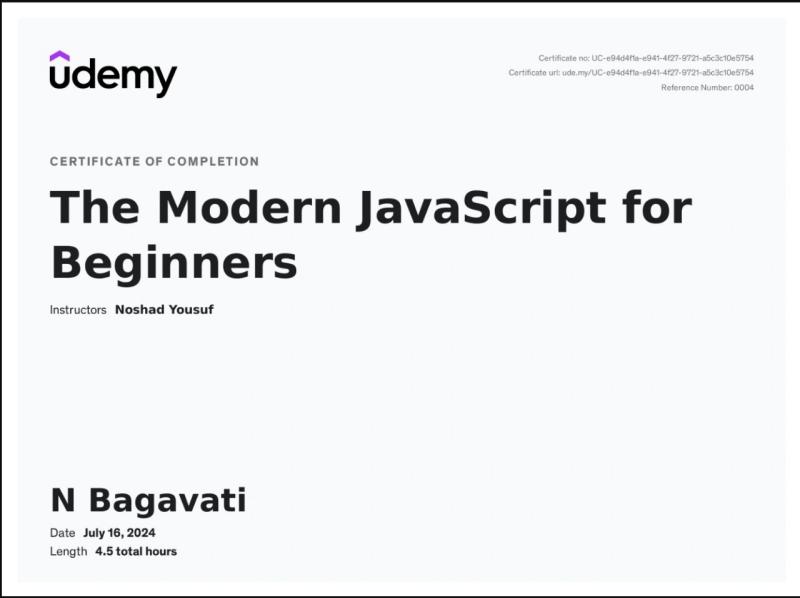 udemy
Certificate no: UC-e94d4f1a-e941-4f27-9721-a5c3c10e5754
Certificate url: ude.my/UC-e94d4f1a-e941-4f27-9721-a5c3c10e5754
Reference Number: 0004
CERTIFICATE OF COMPLETION
The Modern JavaScript for
Beginners
Instructors Noshad Yousuf
N Bagavati
Date July 16, 2024
Length 4.5 total hours